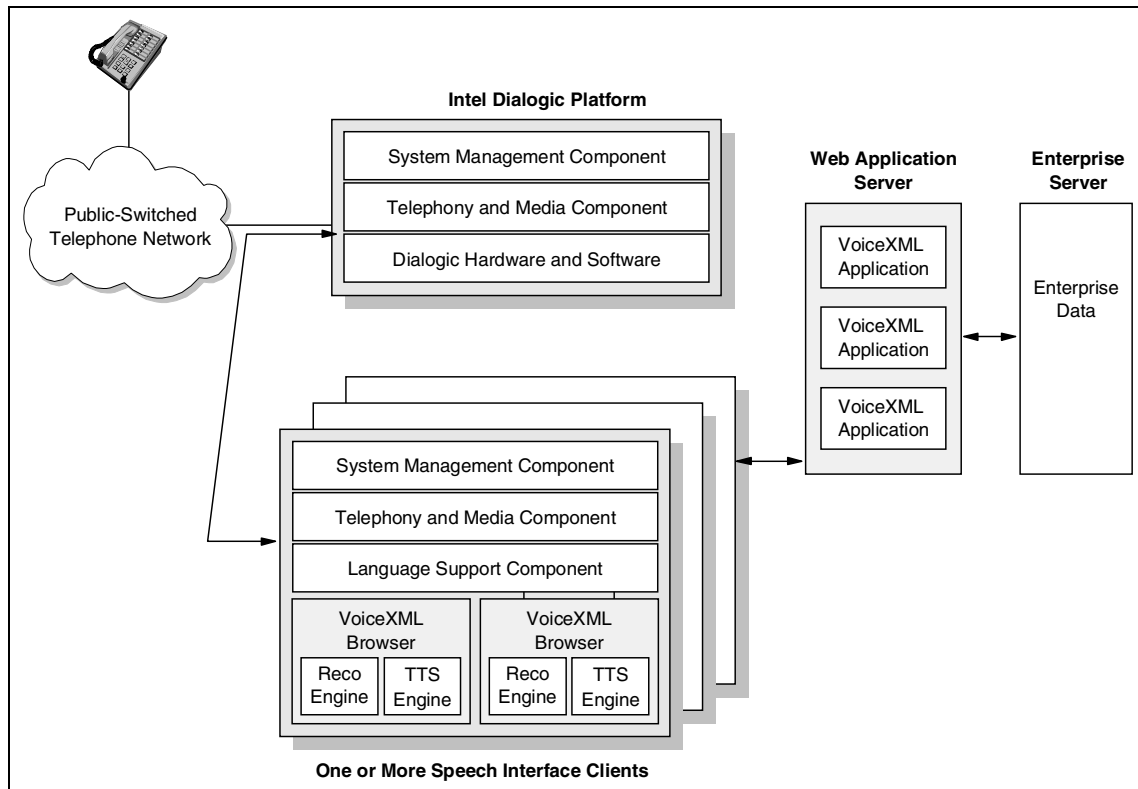 Intel Dialogic Platform
System Management Component
Telephony and Media Component
Dialogic Hardware and Software
Public-Switched
Telephone Network
Web Application
Server
VoiceXML
Application
VoiceXML
Application
VoiceXML
Application
Enterprise
Server
Enterprise
Data
System Management Component
Telephony and Media Component
Language Support Component
VoiceXML
Browser
Reco
Engine
TTS
Engine
VoiceXML
Browser
Reco
Engine
TTS
Engine
One or More Speech Interface Clients